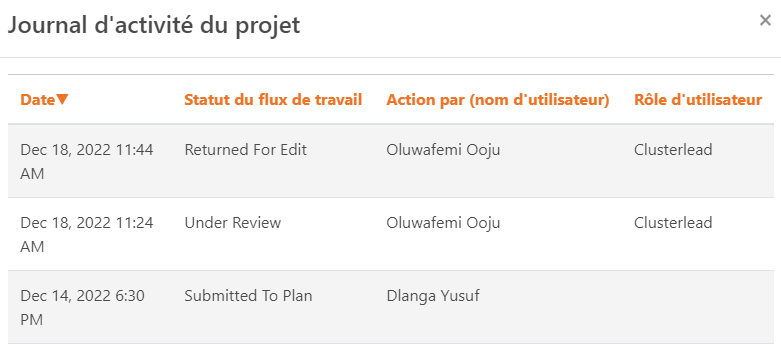 Journal d'activité du projet ×
Date▼ Statut du flux de travail Action par (nom d'utilisateur) Rôle d'utilisateur
Dec 18, 2022 11:44 Returned For Edit Oluwafemi Ooju Clusterlead
AM
Dec 18, 2022 11:24 Under Review Oluwafemi Ooju Clusterlead
AM
Dec 14, 2022 6:30 Submitted To Plan Dlanga Yusuf
PM